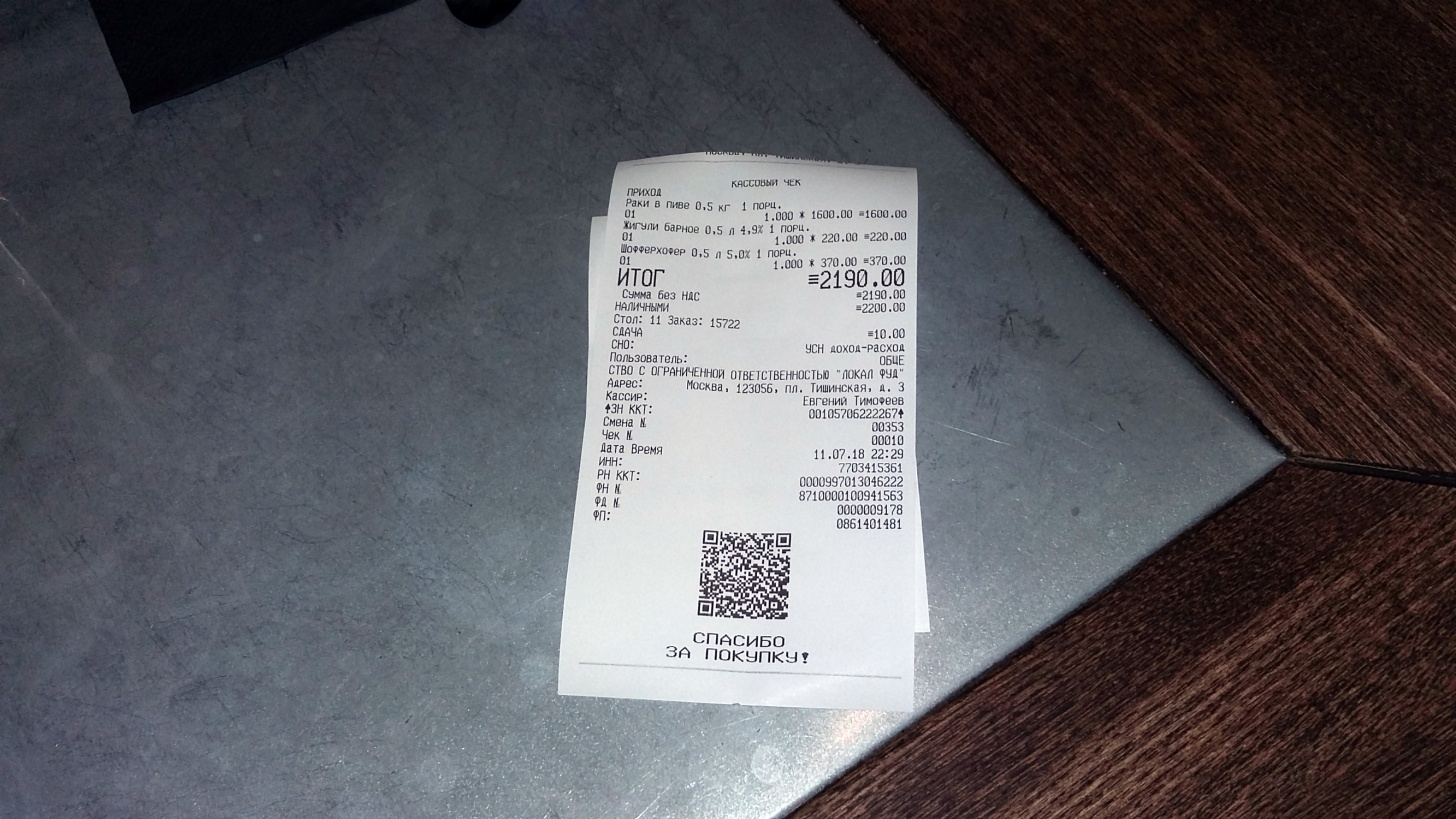 КАССОВЫЙ ЧЕК
ПРИХОД
Раки в пиве 0,5 кг 1 порц.
01 1.000 * 1600.00 ≡1600.00
Жигули барное 0,5 л 4,9% 1 порц.
01 1.000 * 220.00 ≡220.00
Шофферхофер 0,5 л 5,0% 1 порц.
01 1.000 * 370.00 ≡370.00
ИТОГ ≡2190.00
Сумма без НДС ≡2190.00
НАЛИЧНЫМИ ≡2200.00
Стол: 11 Заказ: 15722
СДАЧА ≡10.00
СНО: УСН доход-расход
Пользователь: ОБЩЕ
СТВО С ОГРАНИЧЕННОЙ ОТВЕТСТВЕННОСТЬЮ "ЛОКАЛ ФУД"
Адрес: Москва, 123056, пл. Тишинская, д. 3
Кассир: Евгений Тимофеев
↑ЗН ККТ: 00105706222267↑
Смена № 00353
Чек № 00010
Дата Время 11.07.18 22:29
ИНН: 7703415361
РН ККТ: 0000997013046222
ФН № 8710000100941563
ФД № 0000009178
ФП: 0861401481
СПАСИБО
ЗА ПОКУПКУ!